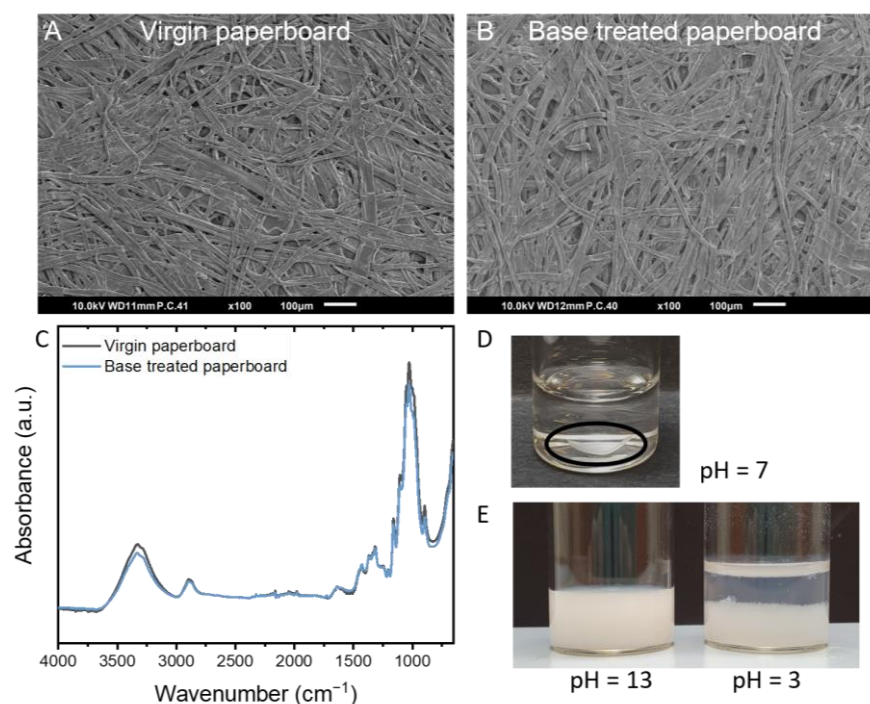 A Virgin paperboard
10.0kV WD11mm P.C.41 x100 100µm
B Base treated paperboard
10.0kV WD12mm P.C.40 x100 100µm
C
Virgin paperboard
Base treated paperboard
Absorbance (a.u.)
4000 3500 3000 2500 2000 1500 1000
Wavenumber (cm⁻¹)
D
pH = 7
E
pH = 13 pH = 3